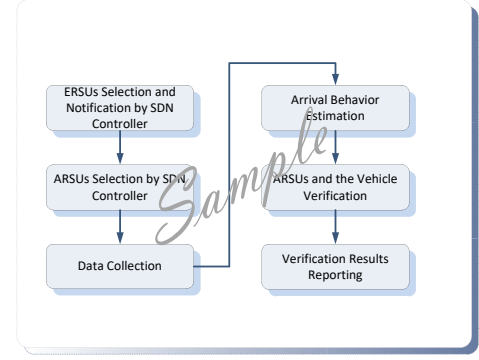 ERSUs Selection and
Notification by SDN
Controller
ARSUs Selection by SDN
Controller
Data Collection
Arrival Behavior
Estimation
ARSUs and the Vehicle
Verification
Verification Results
Reporting
Sample